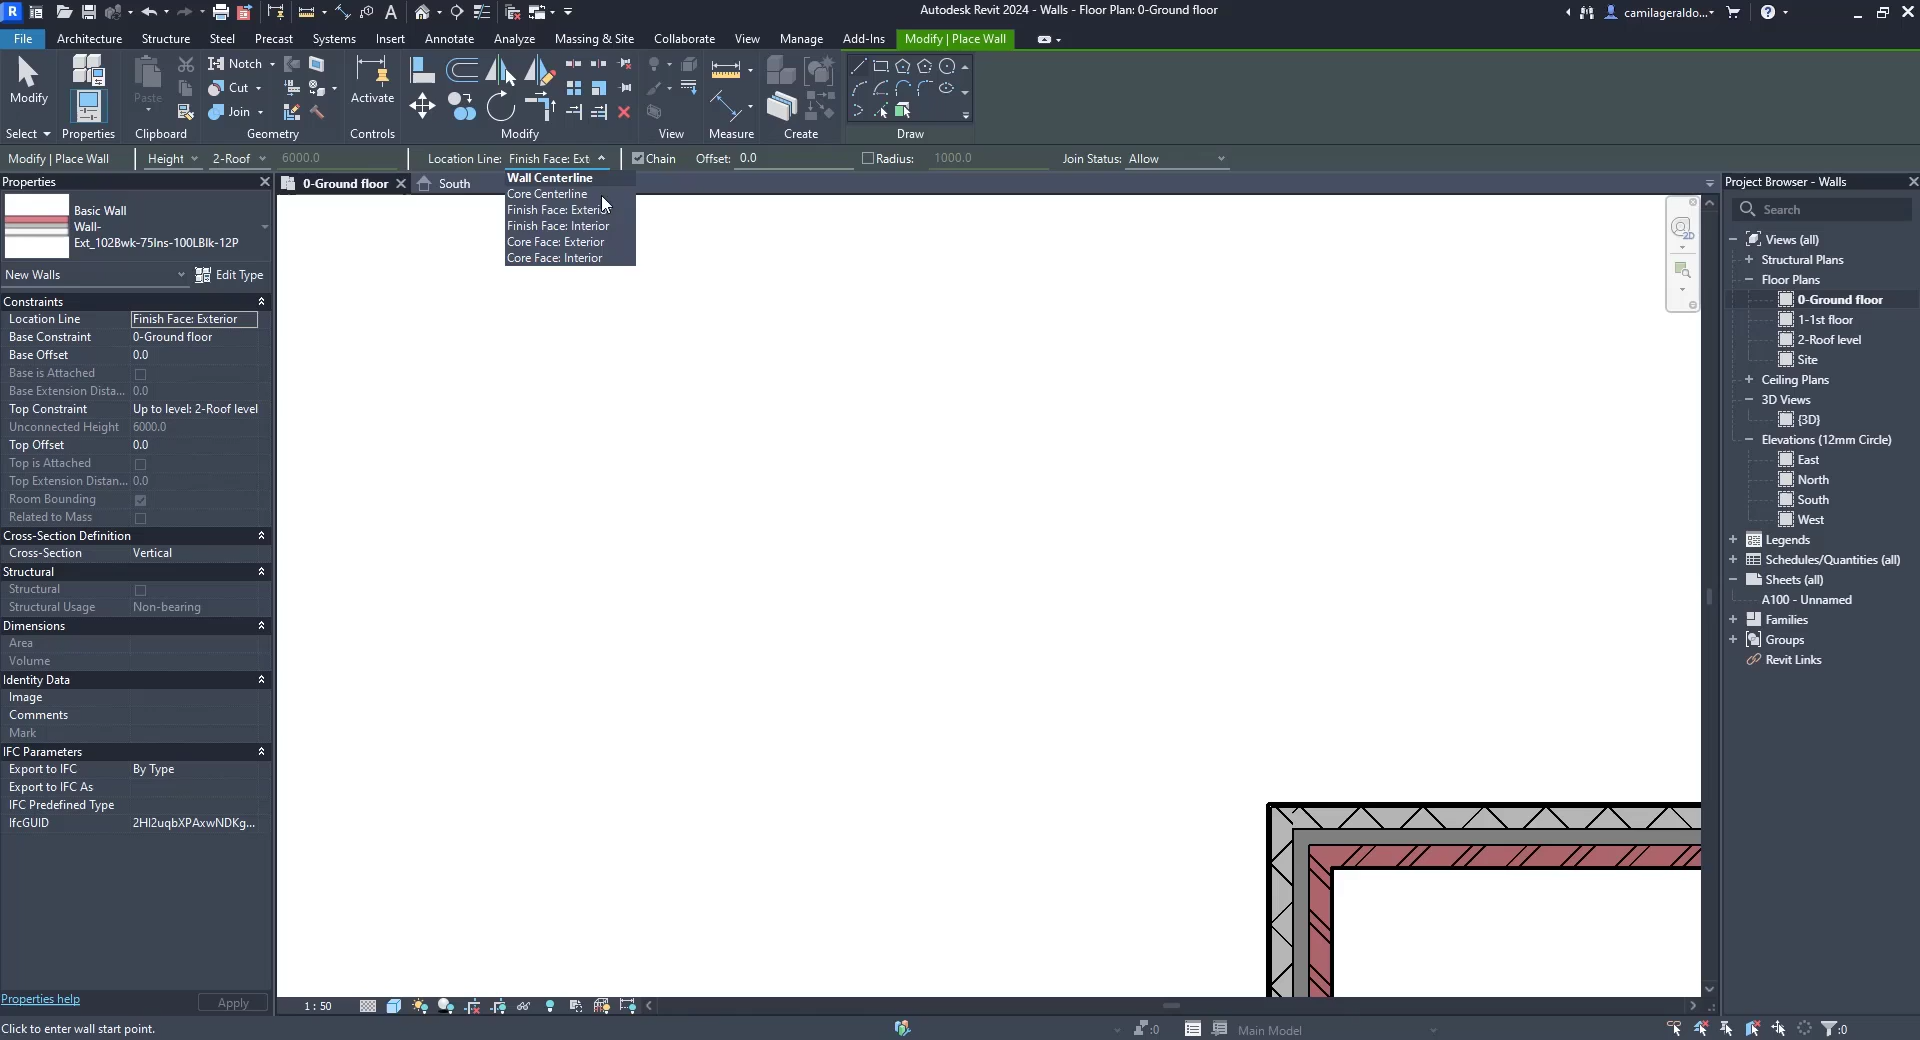 Autodesk Revit 2024 - Walls - Floor Plan: 0-Ground floor
camilageraldo...
File Architecture Structure Steel Precast Systems Insert Annotate Analyze Massing & Site Collaborate View Manage Add-Ins Modify | Place Wall
Modify Paste Notch Cut Join Activate
Select Properties Clipboard Geometry Controls Modify View Measure Create Draw
Modify | Place Wall Height 2-Roof 6000.0 Location Line: Finish Face: Ext Chain Offset: 0.0 Radius: 1000.0 Join Status: Allow
Wall Centerline
Core Centerline
Finish Face: Exterior
Finish Face: Interior
Core Face: Exterior
Core Face: Interior
0-Ground floor South
Properties
Basic Wall
Wall-
Ext_102Bwk-75Ins-100LBlk-12P
New Walls Edit Type
Constraints
Location Line Finish Face: Exterior
Base Constraint 0-Ground floor
Base Offset 0.0
Base is Attached
Base Extension Dista... 0.0
Top Constraint Up to level: 2-Roof level
Unconnected Height 6000.0
Top Offset 0.0
Top is Attached
Top Extension Distan... 0.0
Room Bounding
Related to Mass
Cross-Section Definition
Cross-Section Vertical
Structural
Structural
Structural Usage Non-bearing
Dimensions
Area
Volume
Identity Data
Image
Comments
Mark
IFC Parameters
Export to IFC By Type
Export to IFC As
IFC Predefined Type
IfcGUID 2HI2uqbXPAxwNDKg...
Properties help Apply
Project Browser - Walls
Search
Views (all)
Structural Plans
Floor Plans
0-Ground floor
1-1st floor
2-Roof level
Site
Ceiling Plans
3D Views
{3D}
Elevations (12mm Circle)
East
North
South
West
Legends
Schedules/Quantities (all)
Sheets (all)
A100 - Unnamed
Families
Groups
Revit Links
2D
1 : 50
Click to enter wall start point. :0 Main Model :0